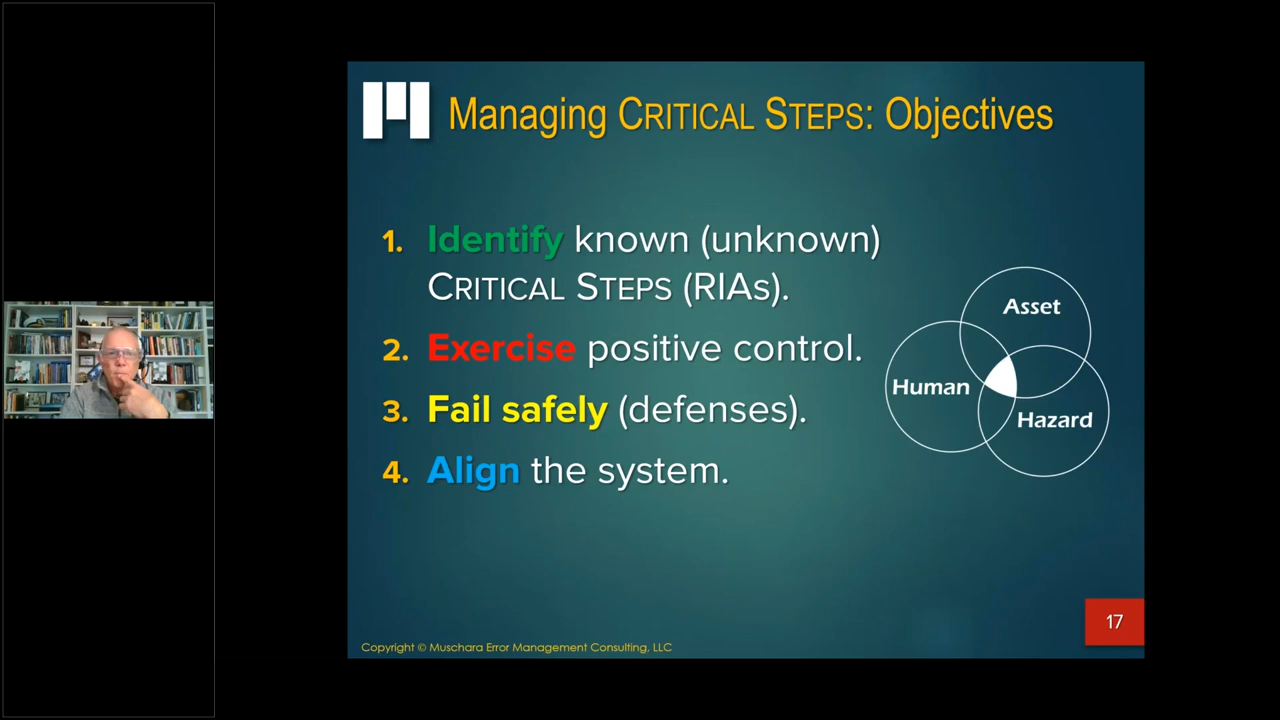 Managing CRITICAL STEPS: Objectives
1. Identify known (unknown)
CRITICAL STEPS (RIAs).
2. Exercise positive control.
3. Fail safely (defenses).
4. Align the system.
Asset
Human
Hazard
17
Copyright © Muschara Error Management Consulting, LLC